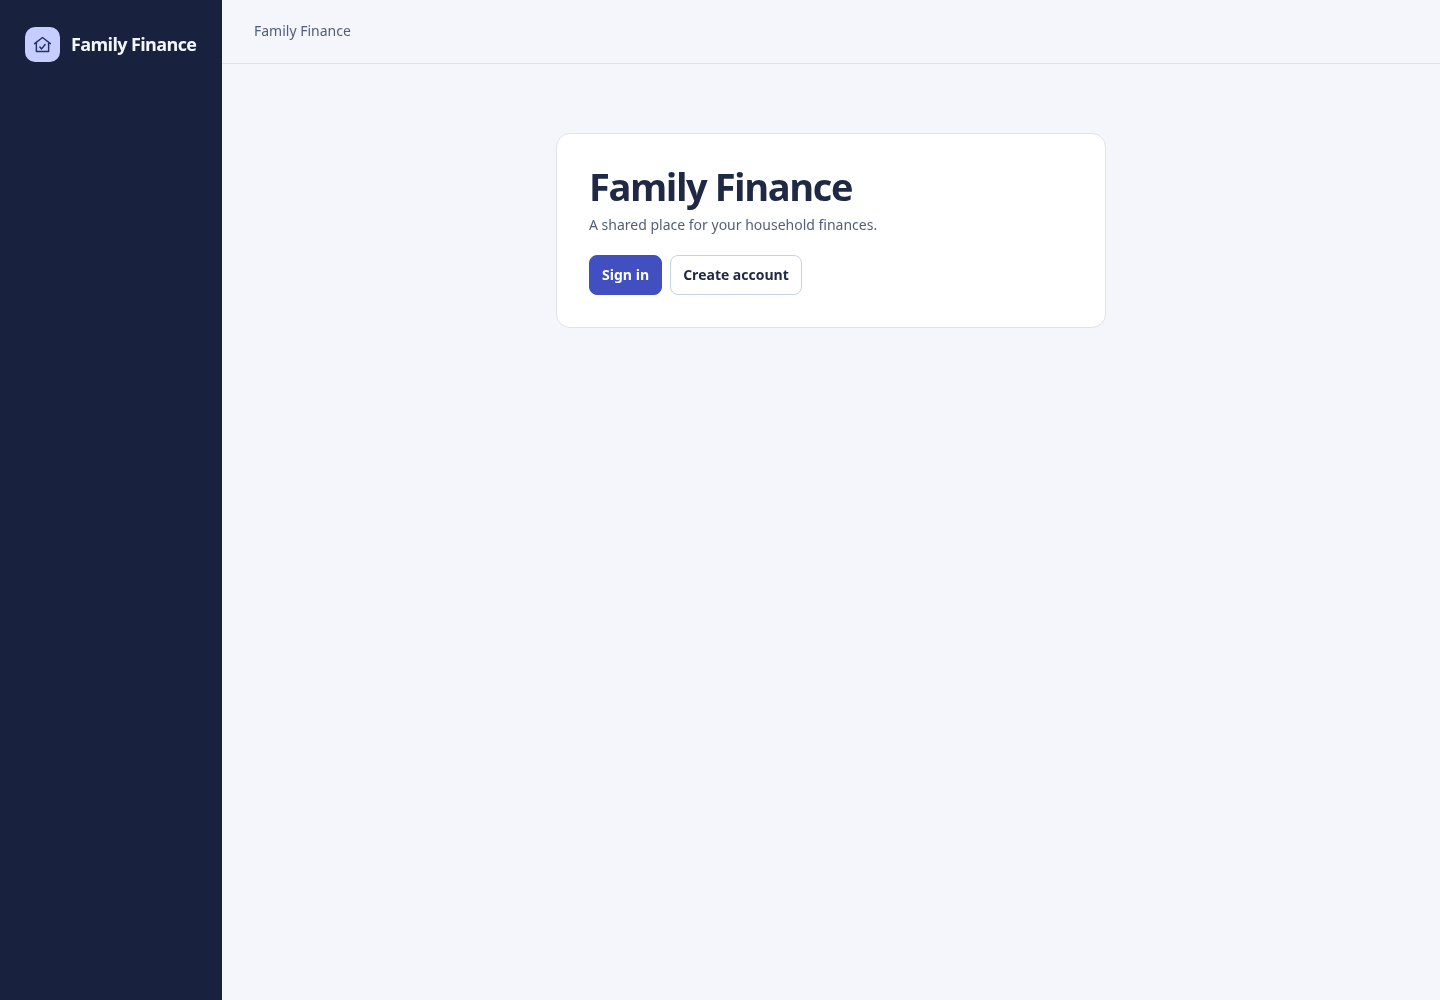 Family Finance
Family Finance
Family Finance
A shared place for your household finances.
Sign in
Create account